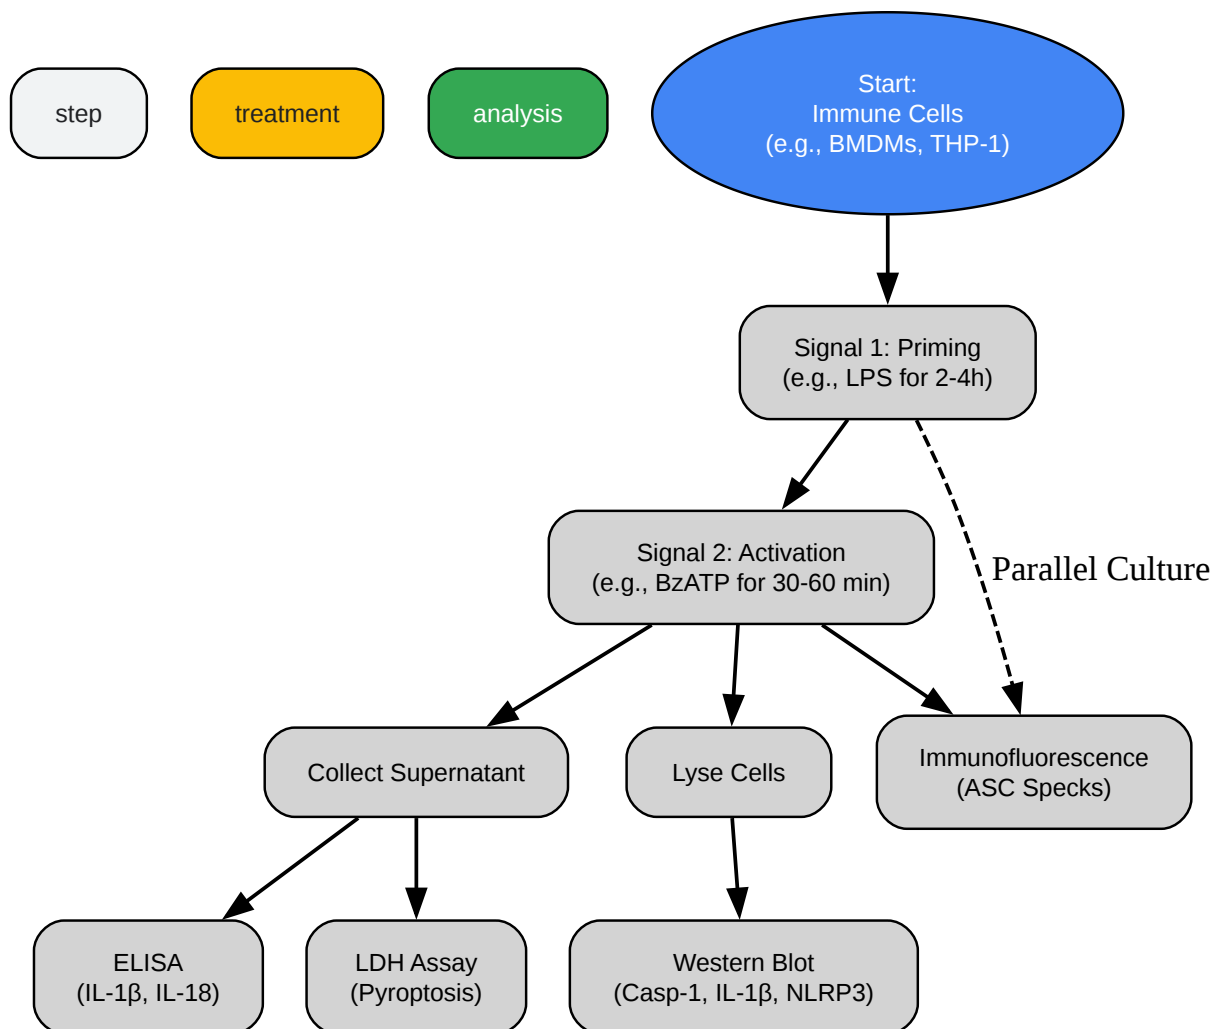 step
treatment
analysis
Start:
Immune Cells
(e.g., BMDMs, THP-1)
Signal 1: Priming
(e.g., LPS for 2-4h)
Signal 2: Activation
(e.g., BzATP for 30-60 min)
Parallel Culture
Collect Supernatant
Lyse Cells
Immunofluorescence
(ASC Specks)
ELISA
(IL-1β, IL-18)
LDH Assay
(Pyroptosis)
Western Blot
(Casp-1, IL-1β, NLRP3)